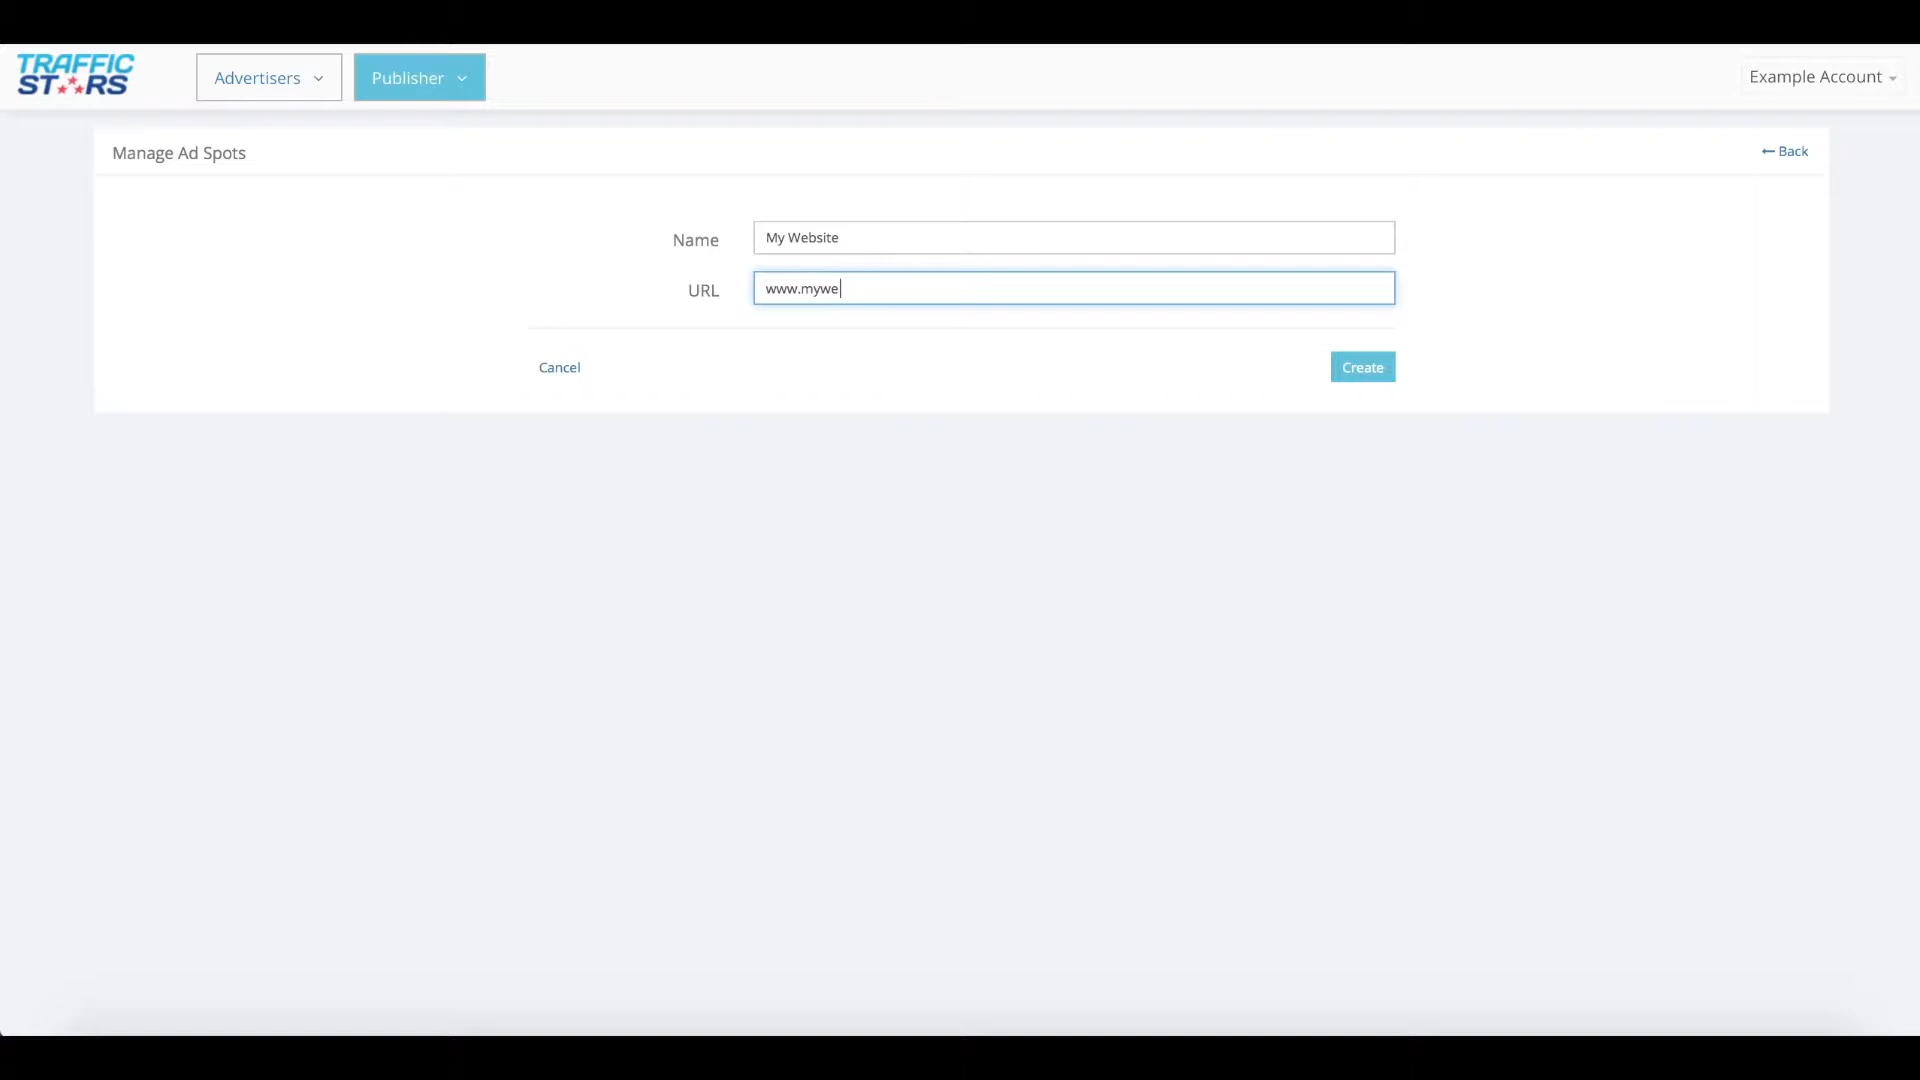 TRAFFIC
STARS
Advertisers
Publisher
Example Account
Manage Ad Spots
Back
Name
My Website
URL
www.mywe
Cancel
Create